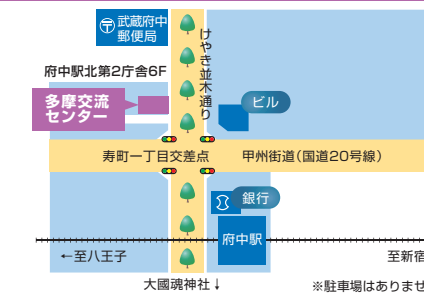 武蔵府中
郵便局
けやき並木通り
府中駅北第2庁舎6F
多摩交流
センター
ビル
寿町一丁目交差点
甲州街道(国道20号線)
銀行
府中駅
←至八王子
至新宿
大國魂神社↓
※駐車場はありませ